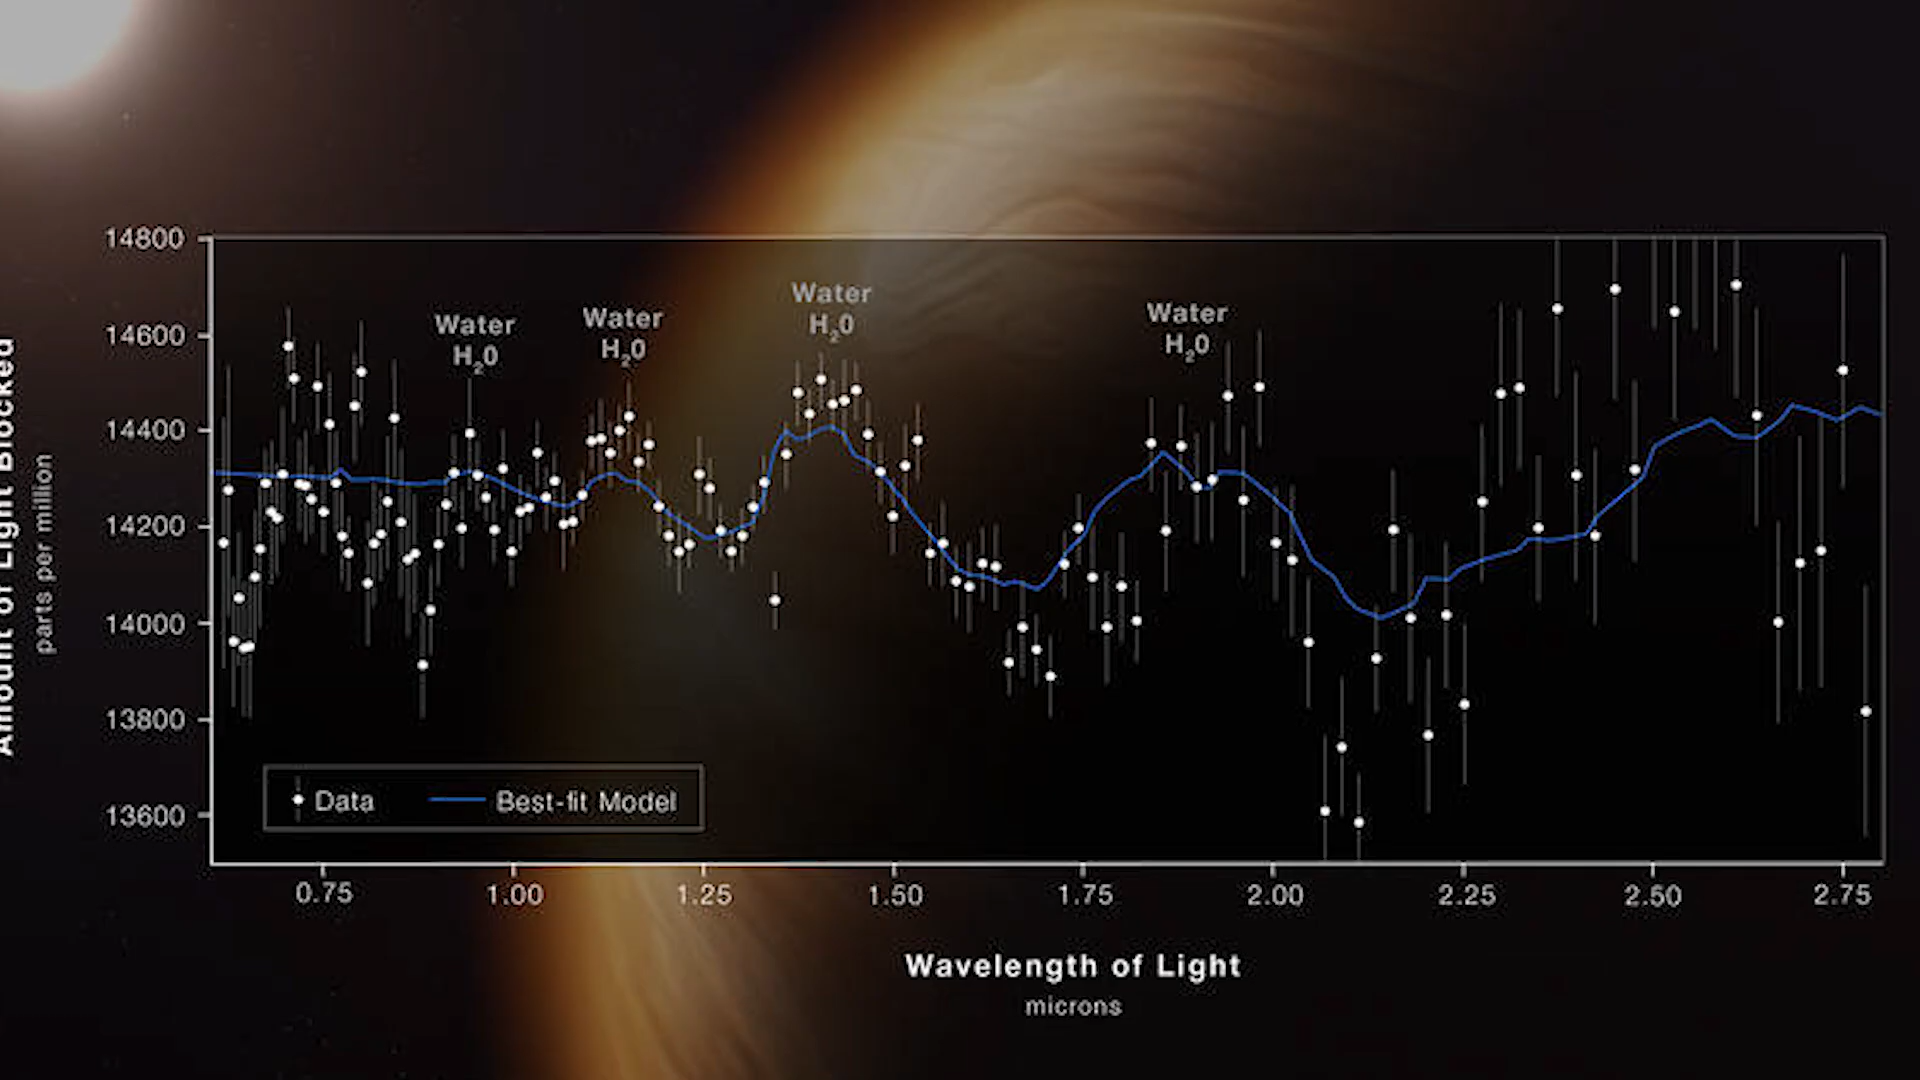 14800
14600
14400
14200
14000
13800
13600
Amount of Light Blocked
parts per million
Water
H₂0
Water
H₂0
Water
H₂0
Water
H₂0
Data
Best-fit Model
0.75 1.00 1.25 1.50 1.75 2.00 2.25 2.50 2.75
Wavelength of Light
microns